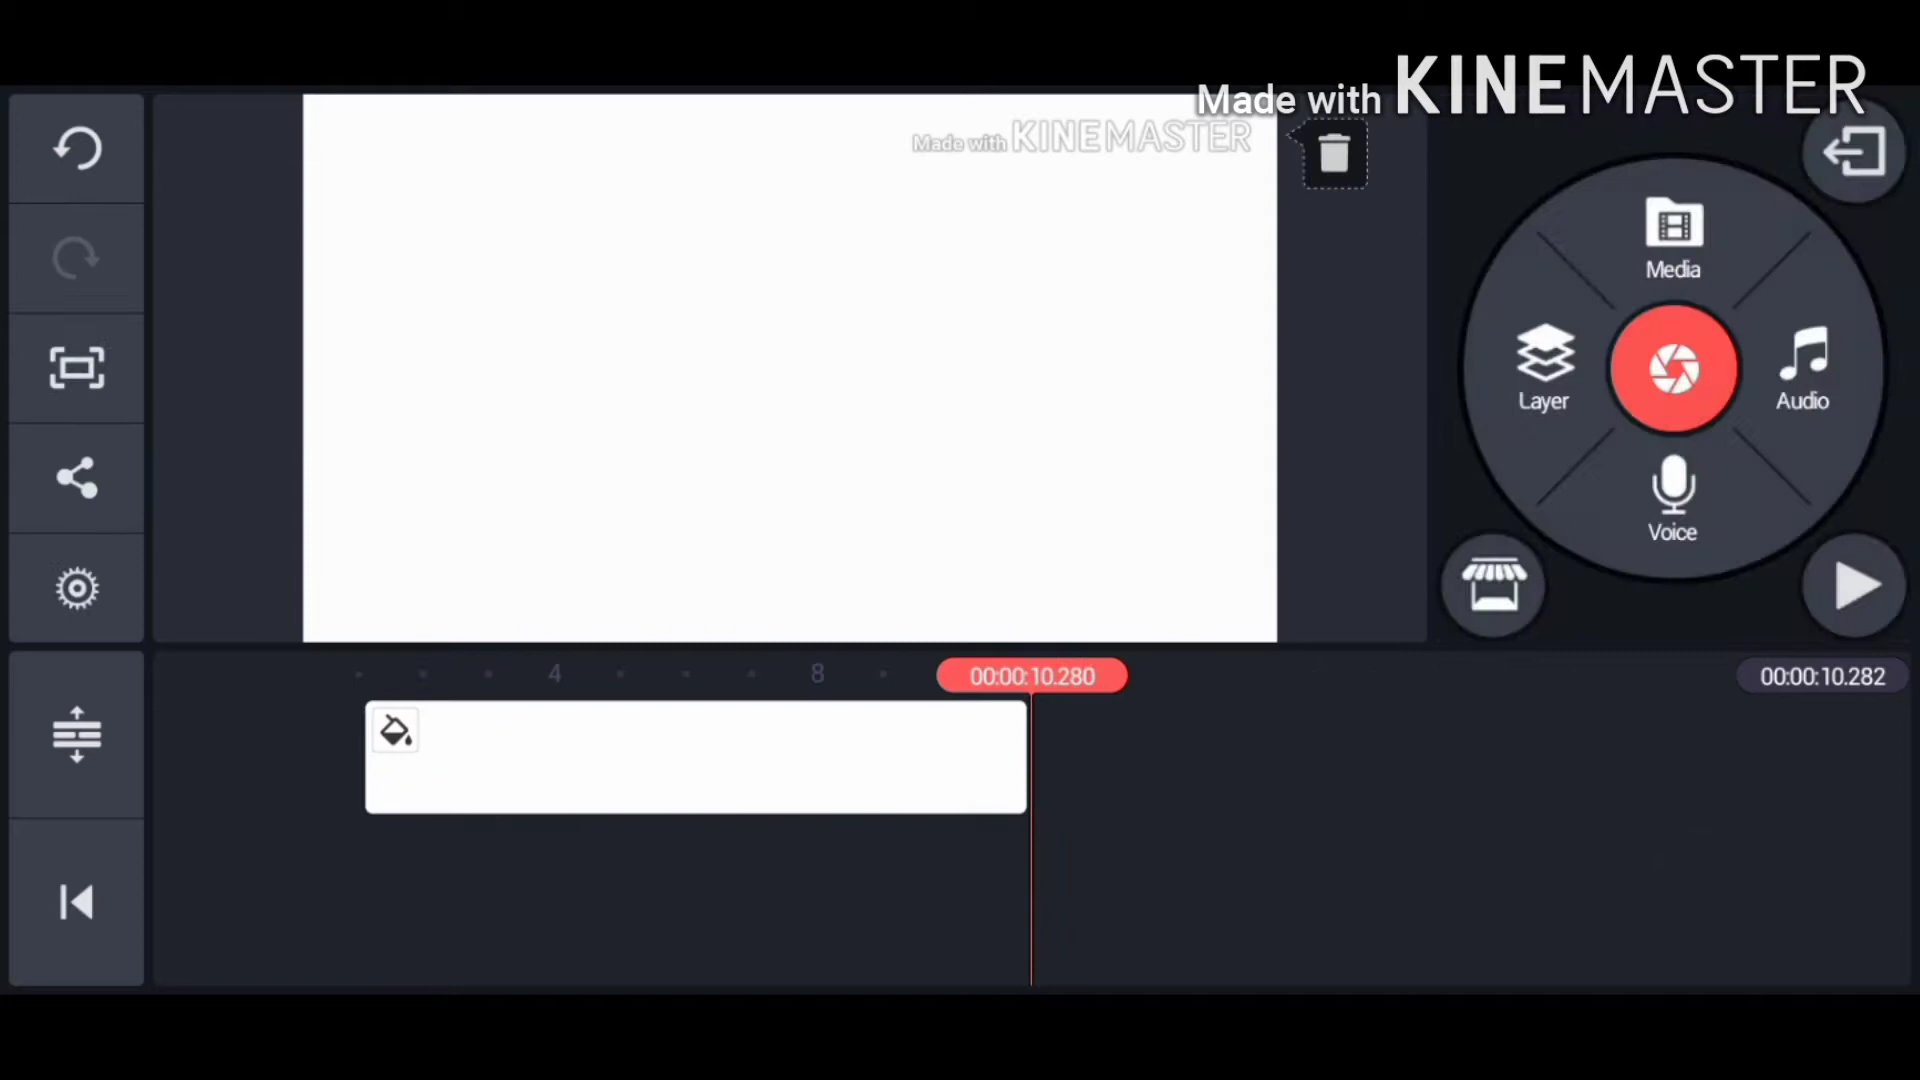 Made with KINEMASTER
Made with KINEMASTER
Media
Layer
Audio
Voice
4
8
00:00:10.280
00:00:10.282